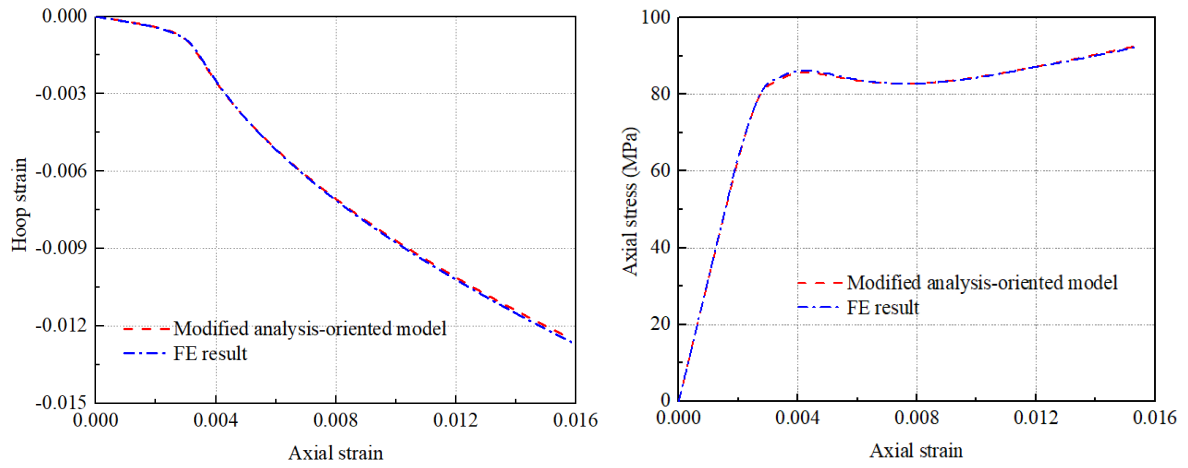 0.000
-0.003
-0.006
-0.009
-0.012
-0.015
Hoop strain
Modified analysis-oriented model
FE result
0.000 0.004 0.008 0.012 0.016
Axial strain
100
80
60
40
20
0
Axial stress (MPa)
Modified analysis-oriented model
FE result
0.000 0.004 0.008 0.012 0.016
Axial strain